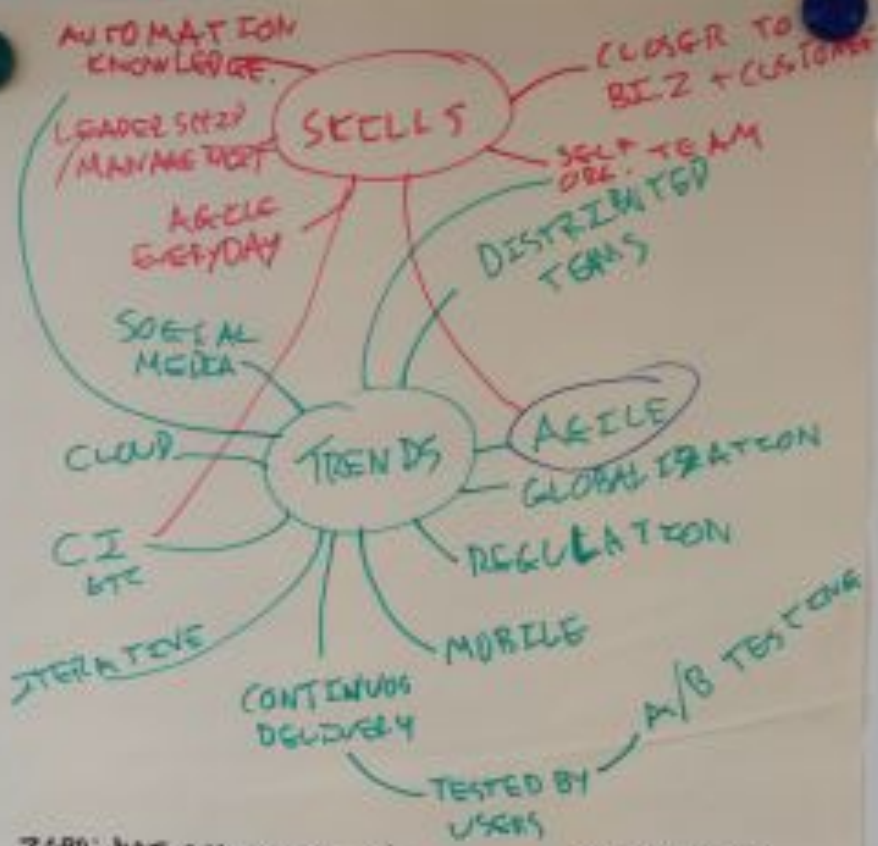 AUTOMATION
KNOWLEDGE
LEADERSHIP
/MANAGEMENT
AGILE
EVERYDAY
SKILLS
CLOSER TO
BIZ + CUSTOMER
SELF
ORG. TEAM
DISTRIBUTED
TEAMS
SOCIAL
MEDIA
CLOUD
CI
ETC
ITERATIVE
TRENDS
AGILE
GLOBALIZATION
REGULATION
MOBILE
CONTINUOS
DELIVERY
TESTED BY
USERS
A/B TESTING